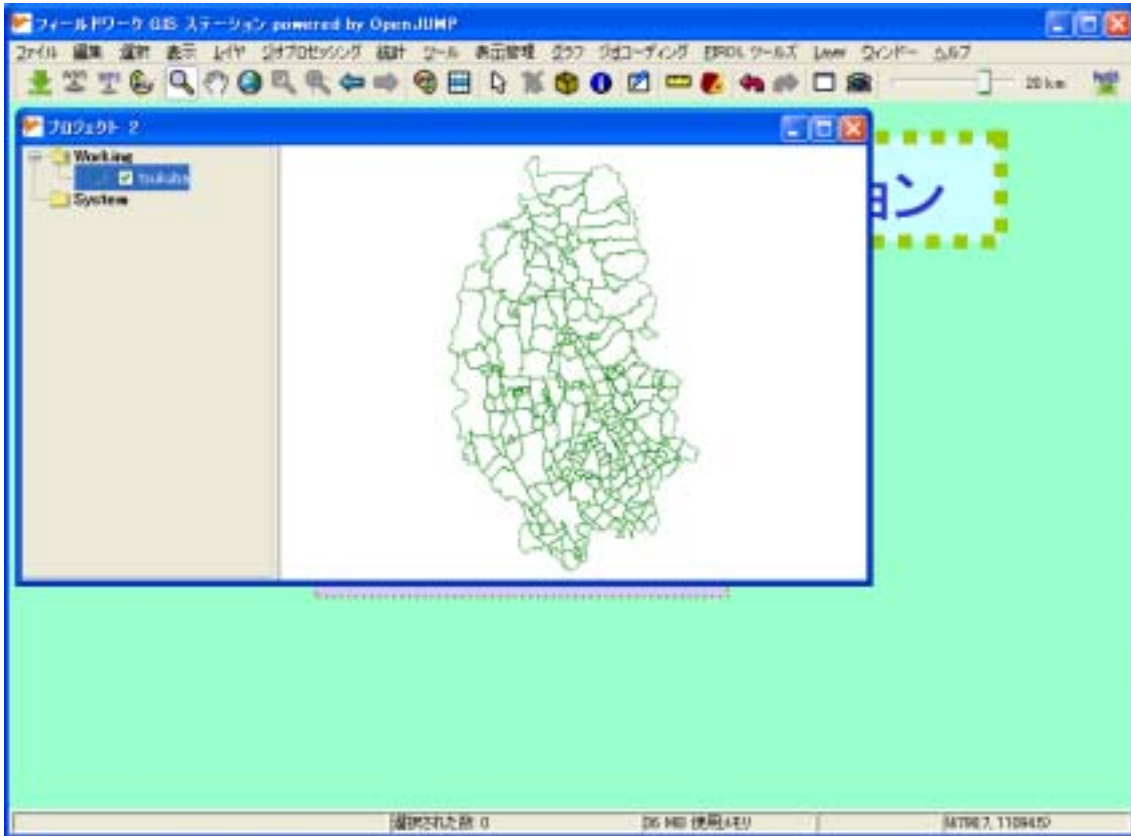 フィールドワーク GIS ステーション powered by OpenJUMP
ファイル 編集 選択 表示 レイヤ ジオプロセッシング 統計 ツール 表示管理 グラフ ジオコーディング ツールズ Layer ウィンドー ヘルプ
20 km
プロジェクト 2
Working
tsukuba
System
ョン
選択された数: 0
使用メモリ